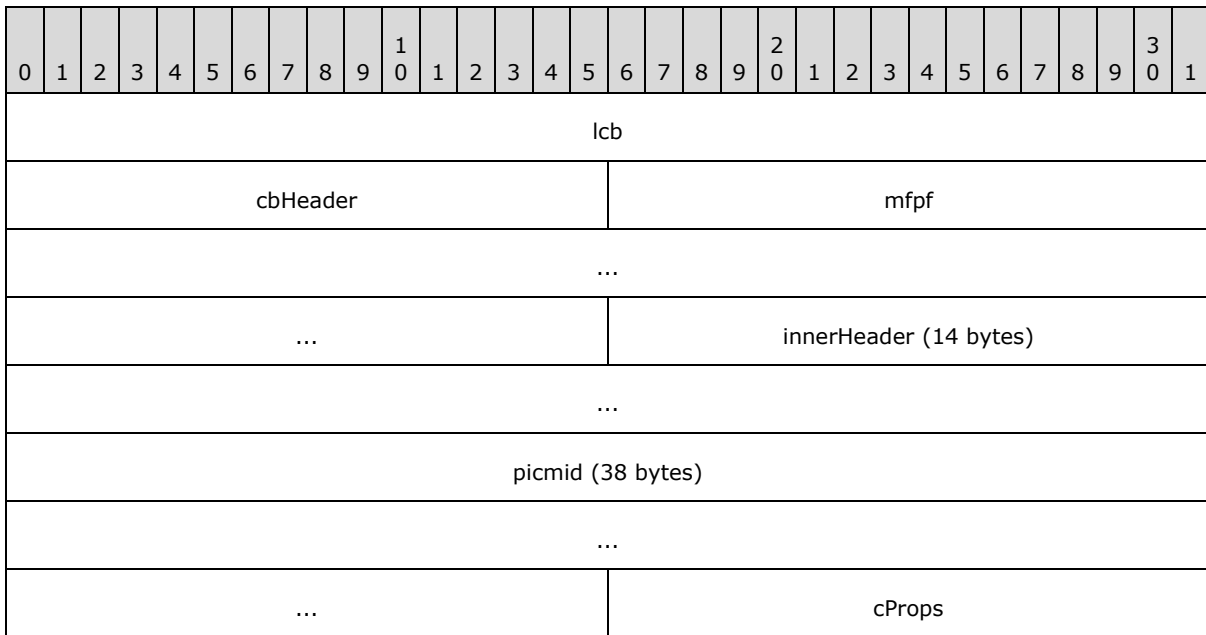 1 2 3
0 1 2 3 4 5 6 7 8 9 0 1 2 3 4 5 6 7 8 9 0 1 2 3 4 5 6 7 8 9 0 1
lcb
cbHeader mfpf
...
... innerHeader (14 bytes)
...
picmid (38 bytes)
...
... cProps